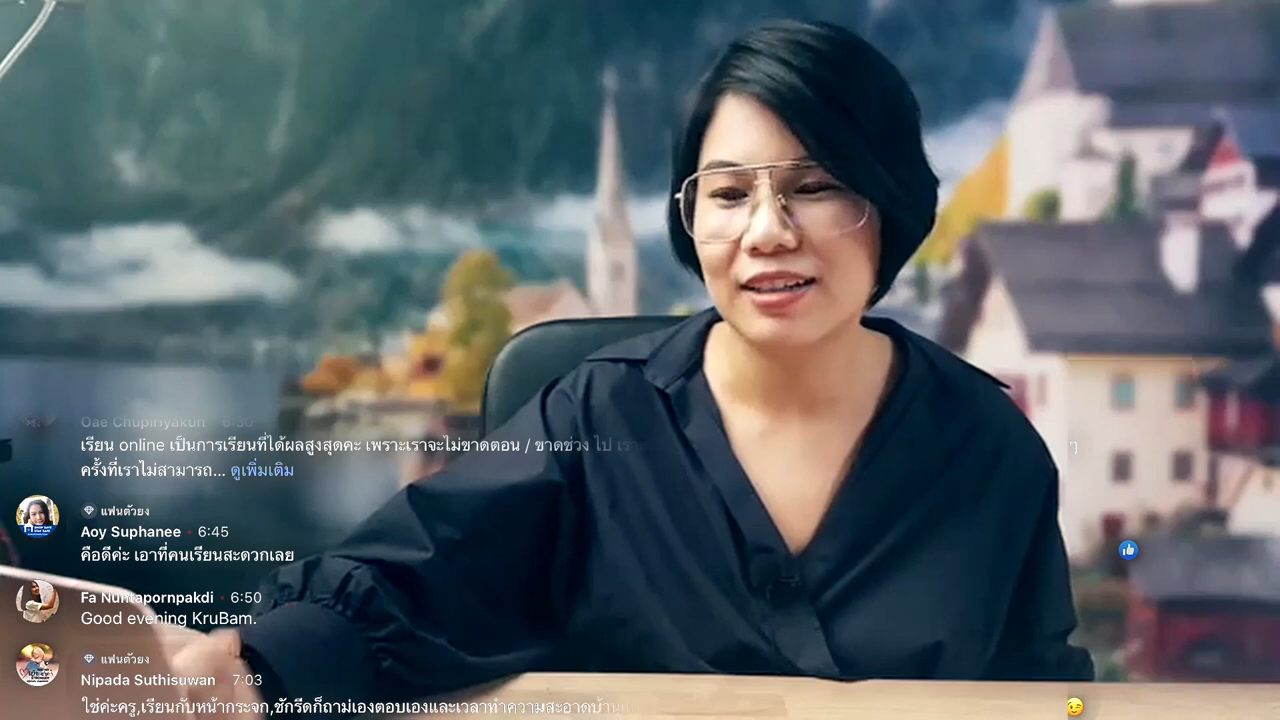 Oae Chupiriyakun 6:30
เรียน online เป็นการเรียนที่ได้ผลสูงสุดคะ เพราะเราจะไม่ขาดตอน / ขาดช่วง ไป เรา
ครั้งที่เราไม่สามารถ... ดูเพิ่มเติม
แฟนตัวยง
Aoy Suphanee • 6:45
คือดีค่ะ เอาที่คนเรียนสะดวกเลย
Fa Nuntapornpakdi • 6:50
Good evening KruBam.
แฟนตัวยง
Nipada Suthisuwan 7:03
ใช่ค่ะครู,เรียนกับหน้ากระจก,ซักรีดก็ถาม่เองตอบเองและเวลาทำความสะอาดบ้าน